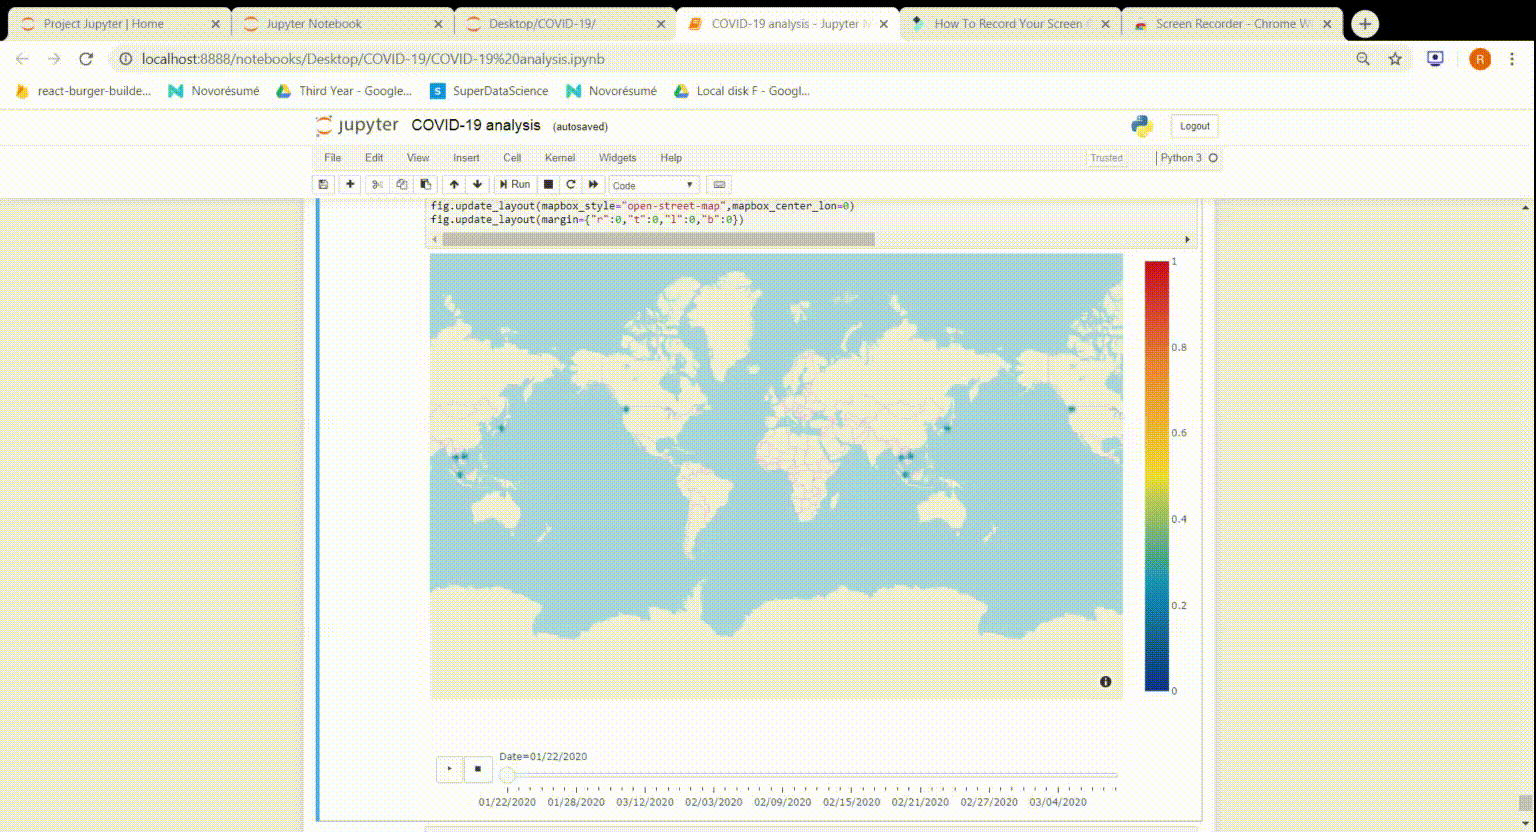 Project Jupyter | Home
Jupyter Notebook
Desktop/COVID-19/
COVID-19 analysis - Jupyter N
How To Record Your Screen
Screen Recorder - Chrome W
localhost:8888/notebooks/Desktop/COVID-19/COVID-19%20analysis.ipynb
R
react-burger-builde...
Novorésumé
Third Year - Google...
S
SuperDataScience
Novorésumé
Local disk F - Googl...
jupyter COVID-19 analysis (autosaved)
Logout
File Edit View Insert Cell Kernel Widgets Help
Trusted
Python 3
Run
Code
fig.update_layout(mapbox_style="open-street-map",mapbox_center_lon=0)
fig.update_layout(margin={"r":0,"t":0,"l":0,"b":0})
1
0.8
0.6
0.4
0.2
0
Date=01/22/2020
01/22/2020 01/28/2020 03/12/2020 02/03/2020 02/09/2020 02/15/2020 02/21/2020 02/27/2020 03/04/2020